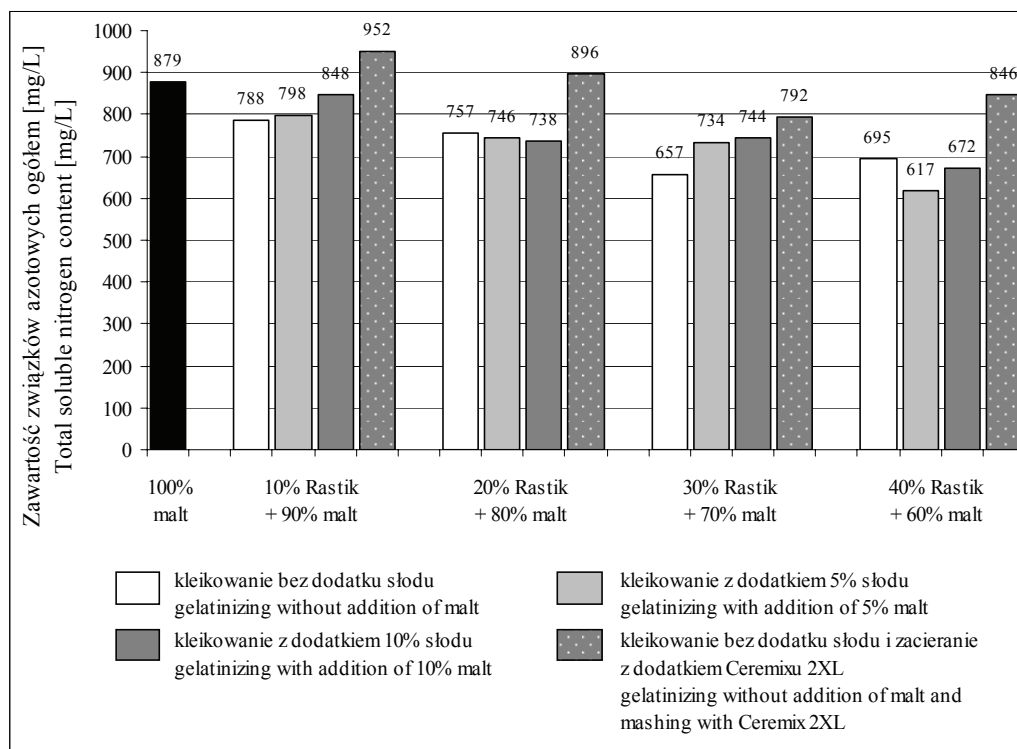 Zawartość związków azotowych ogółem [mg/L]
Total soluble nitrogen content [mg/L]
1000
900
800
700
600
500
400
300
200
100
0
879
788
798
848
952
757
746
738
896
657
734
744
792
695
617
672
846
100%
malt
10% Rastik
+ 90% malt
20% Rastik
+ 80% malt
30% Rastik
+ 70% malt
40% Rastik
+ 60% malt
kleikowanie bez dodatku słodu
gelatinizing without addition of malt
kleikowanie z dodatkiem 5% słodu
gelatinizing with addition of 5% malt
kleikowanie z dodatkiem 10% słodu
gelatinizing with addition of 10% malt
kleikowanie bez dodatku słodu i zacieranie
z dodatkiem Ceremixu 2XL
gelatinizing without addition of malt and
mashing with Ceremix 2XL